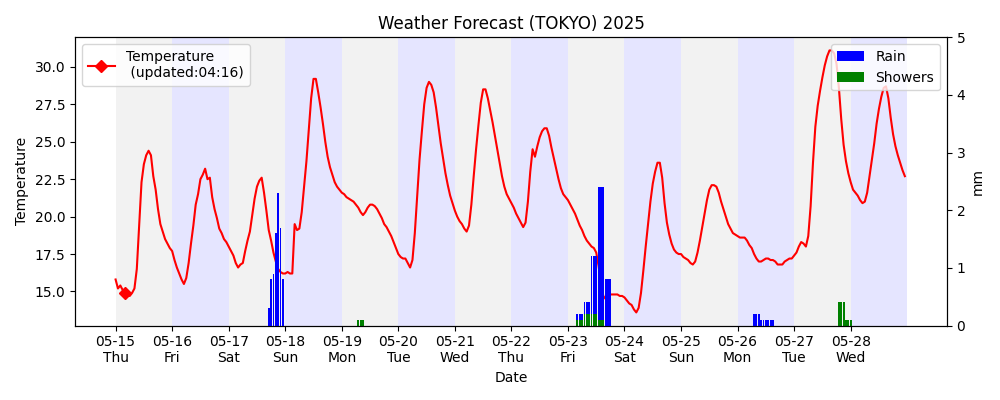 Weather Forecast (TOKYO) 2025
Temperature
(updated:04:16)
Rain
Showers
30.0
27.5
25.0
22.5
20.0
17.5
15.0
Temperature
5
4
3
2
1
0
mm
05-15 05-16 05-17 05-18 05-19 05-20 05-21 05-22 05-23 05-24 05-25 05-26 05-27 05-28
Thu Fri Sat Sun Mon Tue Wed Thu Fri Sat Sun Mon Tue Wed
Date